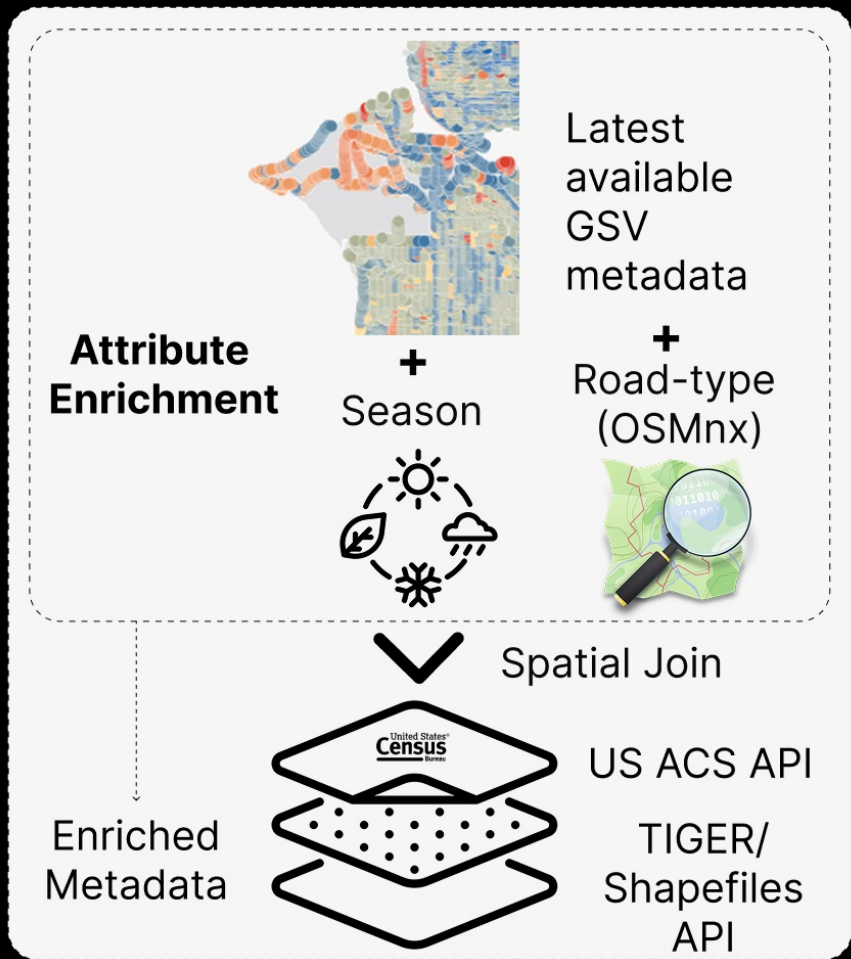 Latest
available
GSV
metadata
+
Road-type
(OSMnx)
Attribute
Enrichment
+
Season
Spatial Join
United States®
Census
Bureau
US ACS API
TIGER/
Shapefiles
API
Enriched
Metadata